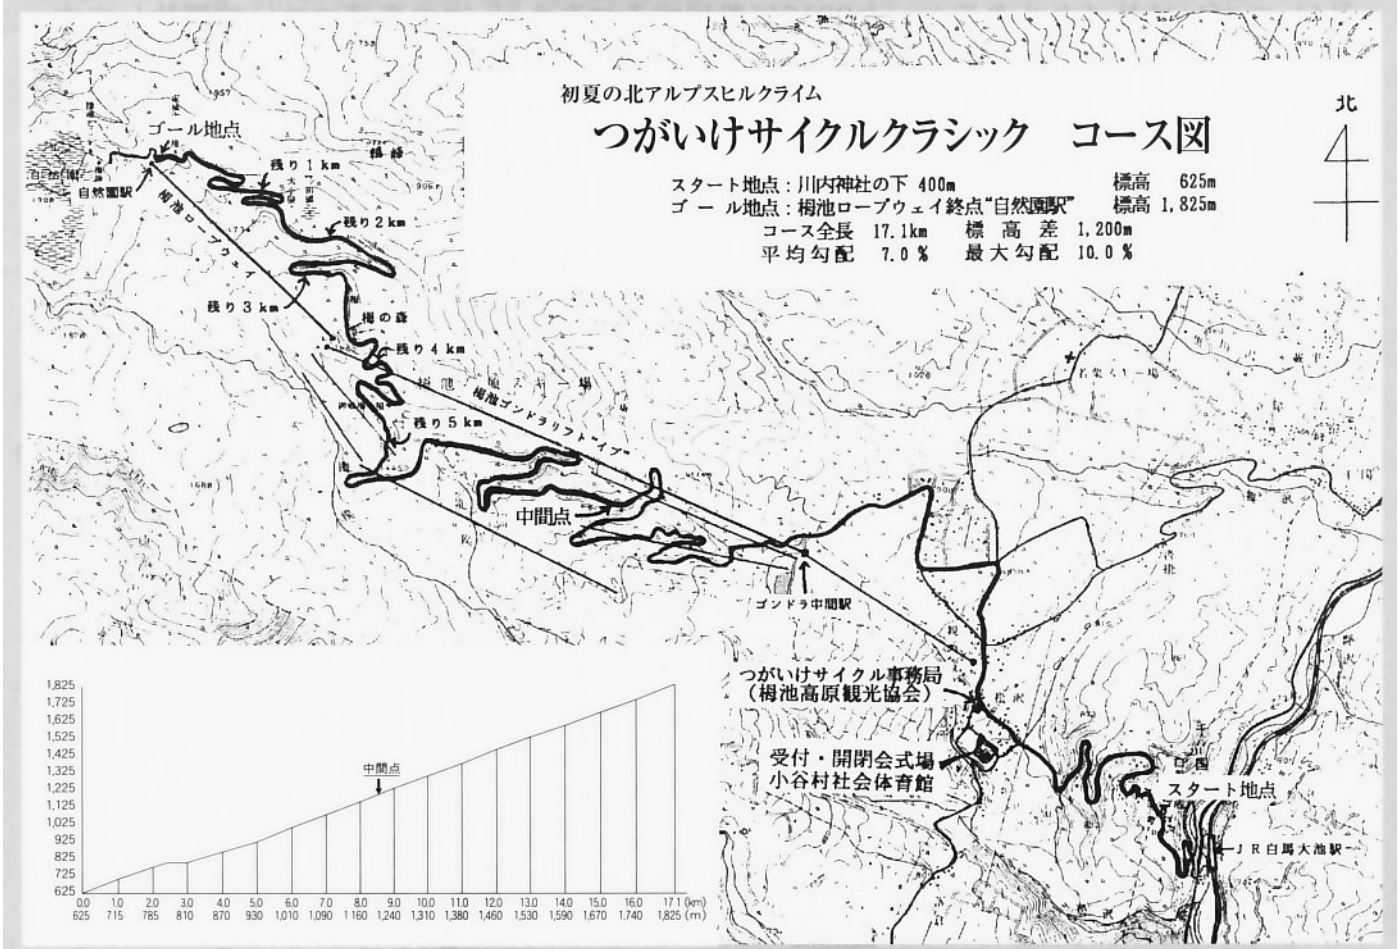 初夏の北アルプスヒルクライム
つがいけサイクルクラシック　コース図
北
スタート地点：川内神社の下 400m　標高 625m
ゴール地点：栂池ロープウェイ終点“自然園駅”　標高 1,825m
コース全長 17.1km　標高差 1,200m
平均勾配 7.0％　最大勾配 10.0％
ゴール地点
自然園駅
栂池ロープウェイ
残り1km
残り2km
残り3km
栂の森
残り4km
栂池ゴンドラリフト“イブ”
残り5km
中間点
ゴンドラ中間駅
つがいけサイクル事務局
（栂池高原観光協会）
受付・開閉会式場
小谷村社会体育館
スタート地点
JR白馬大池駅
1,825
1,725
1,625
1,525
1,425
1,325
1,225
1,125
1,025
925
825
725
625
中間点
0.0 1.0 2.0 3.0 4.0 5.0 6.0 7.0 8.0 9.0 10.0 11.0 12.0 13.0 14.0 15.0 16.0 17.1 (km)
625 715 785 810 870 930 1,010 1,090 1,160 1,240 1,310 1,380 1,460 1,530 1,590 1,670 1,740 1,825 (m)